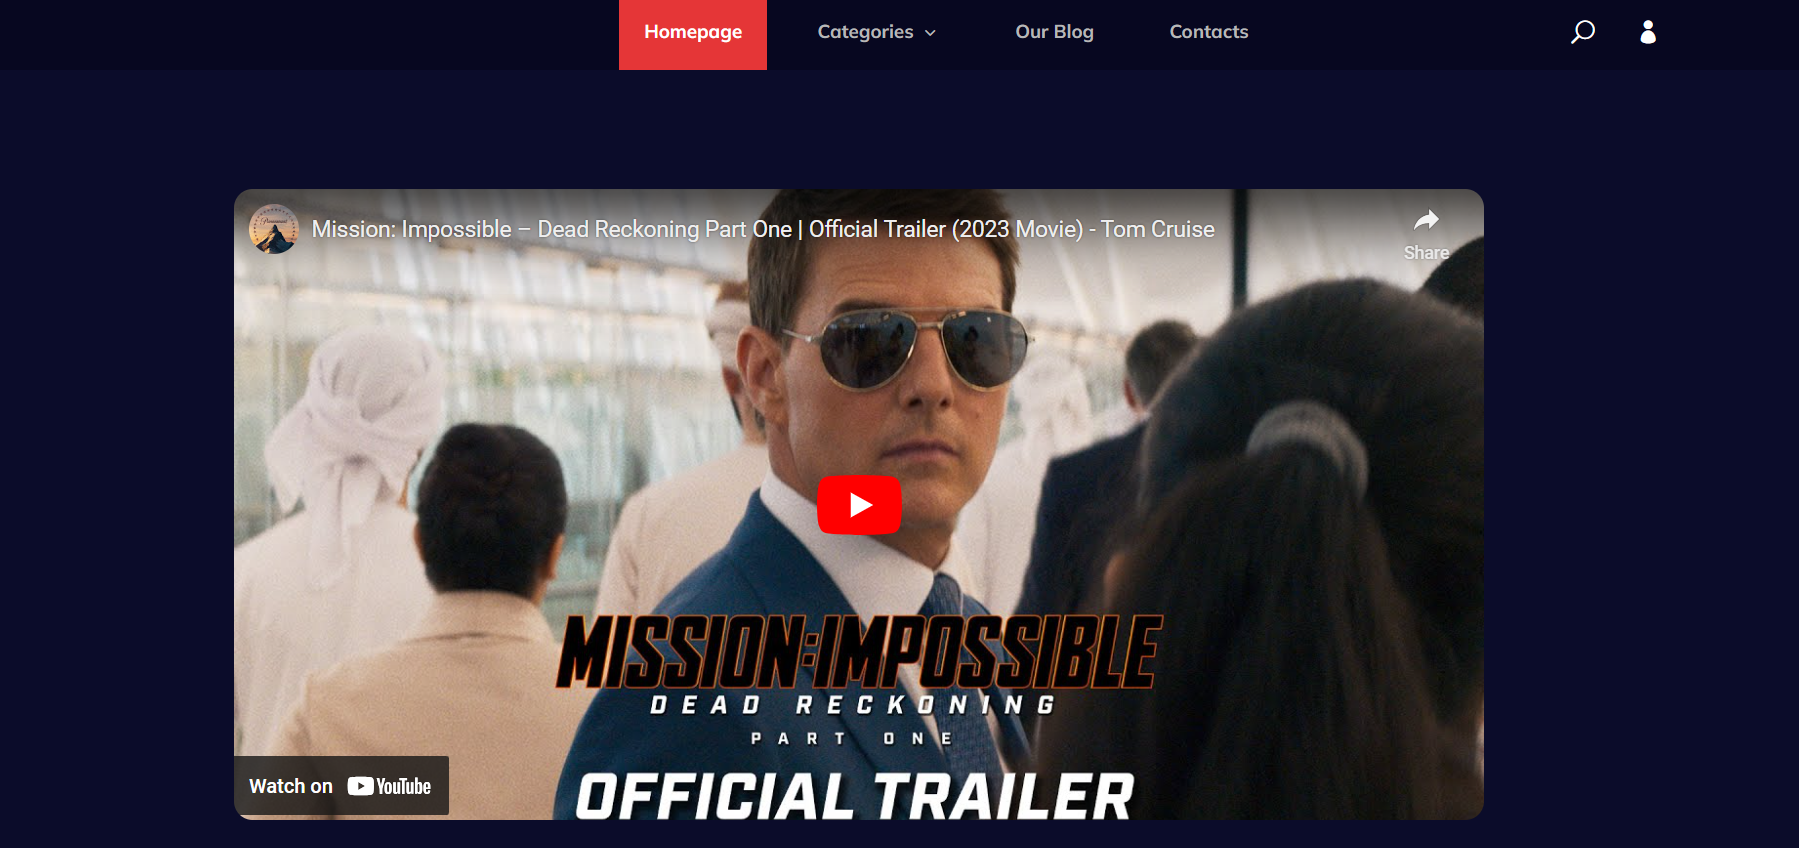 Homepage
Categories
Our Blog
Contacts
Paramount
Mission: Impossible – Dead Reckoning Part One | Official Trailer (2023 Movie) - Tom Cruise
Share
MISSION:IMPOSSIBLE
DEAD RECKONING
PART ONE
OFFICIAL TRAILER
Watch on YouTube